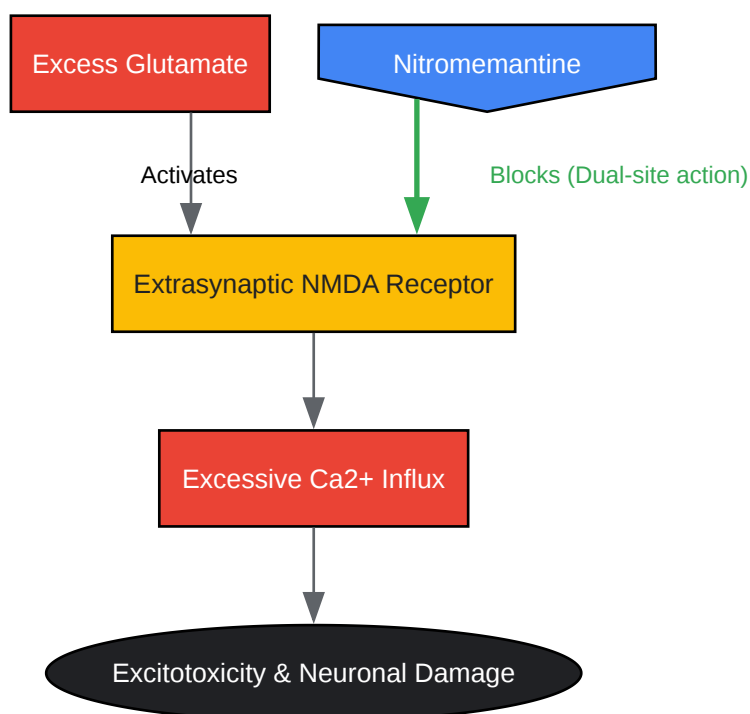 Excess Glutamate
Nitromemantine
Activates
Blocks (Dual-site action)
Extrasynaptic NMDA Receptor
Excessive Ca2+ Influx
Excitotoxicity & Neuronal Damage